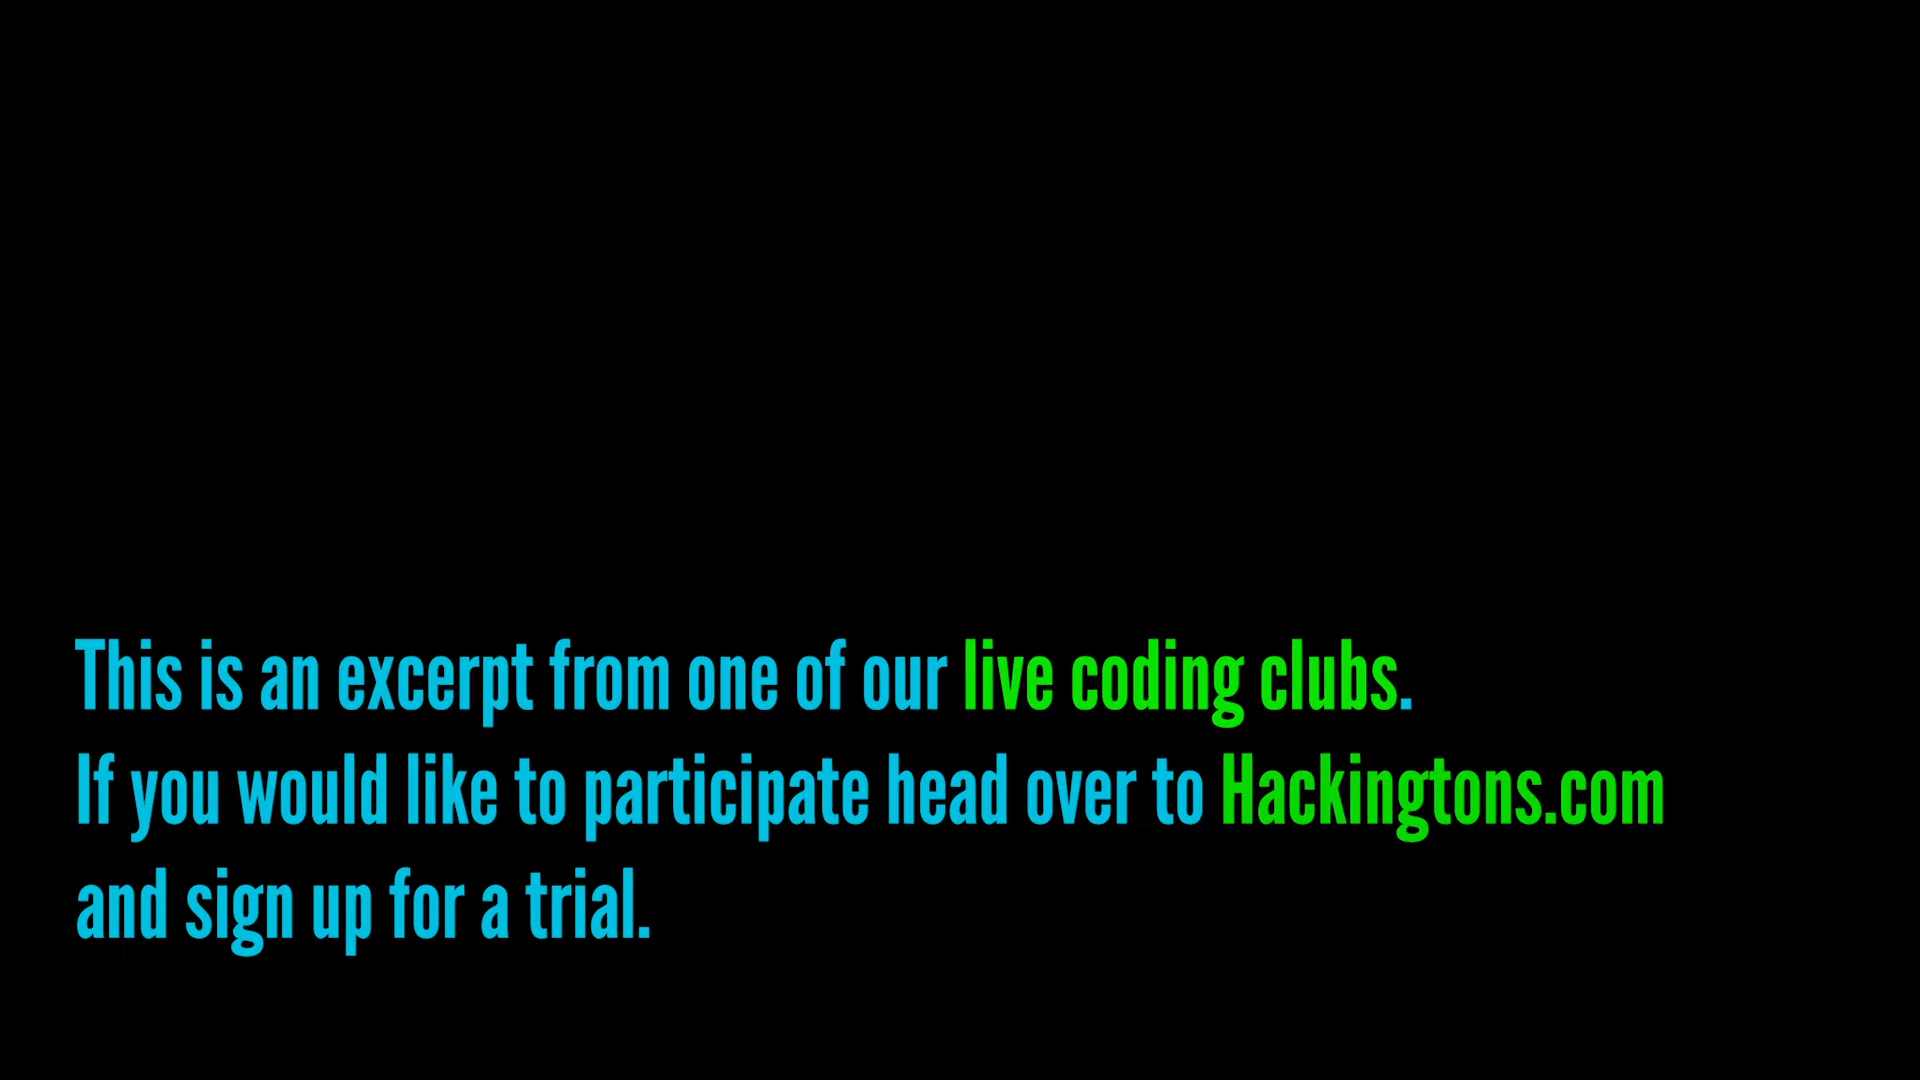 This is an excerpt from one of our live coding clubs.
If you would like to participate head over to Hackingtons.com
and sign up for a trial.